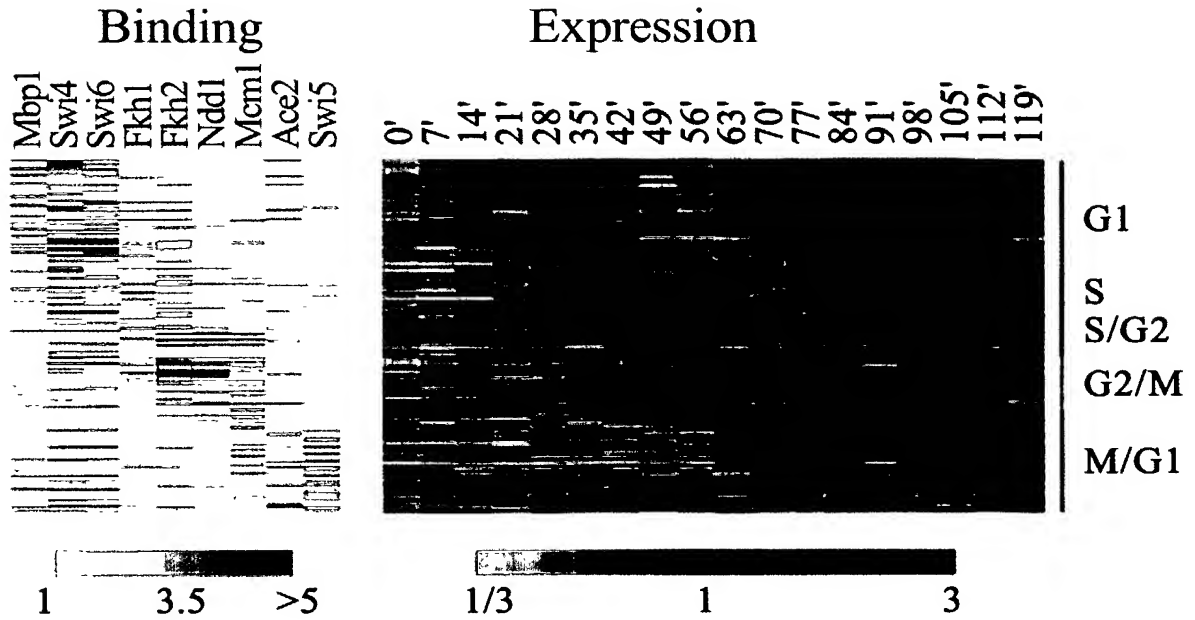 Binding Expression
Mbp1 Swi4 Swi6 Fkh1 Fkh2 Ndd1 Mcm1 Ace2 Swi5
0' 7' 14' 21' 28' 35' 42' 49' 56' 63' 70' 77' 84' 91' 98' 105' 112' 119'
G1
S
S/G2
G2/M
M/G1
1 3.5 >5 1/3 1 3